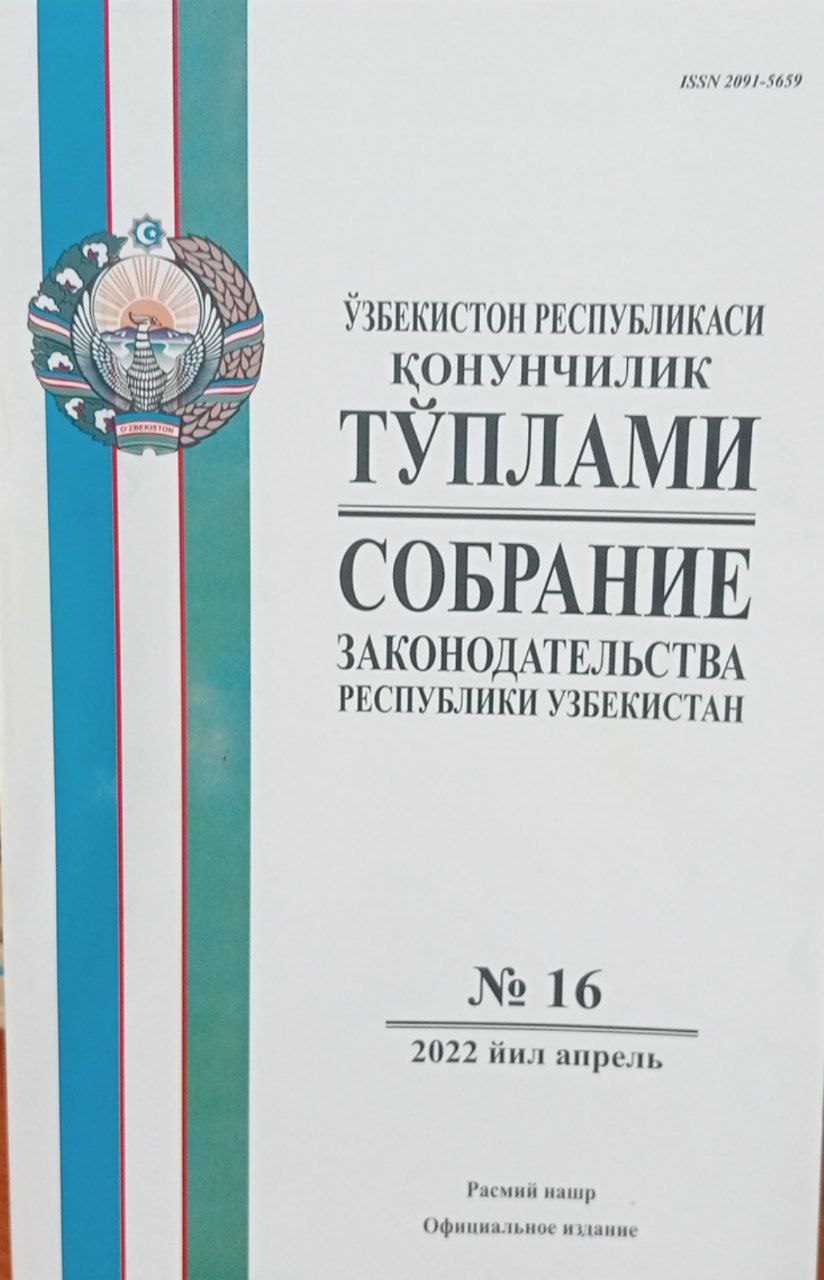 ISSN 2091-5659
O'ZBEKISTON
ЎЗБЕКИСТОН РЕСПУБЛИКАСИ
ҚОНУНЧИЛИК
ТЎПЛАМИ
СОБРАНИЕ
ЗАКОНОДАТЕЛЬСТВА
РЕСПУБЛИКИ УЗБЕКИСТАН
№ 16
2022 йил апрель
Расмий нашр
Официальное издание